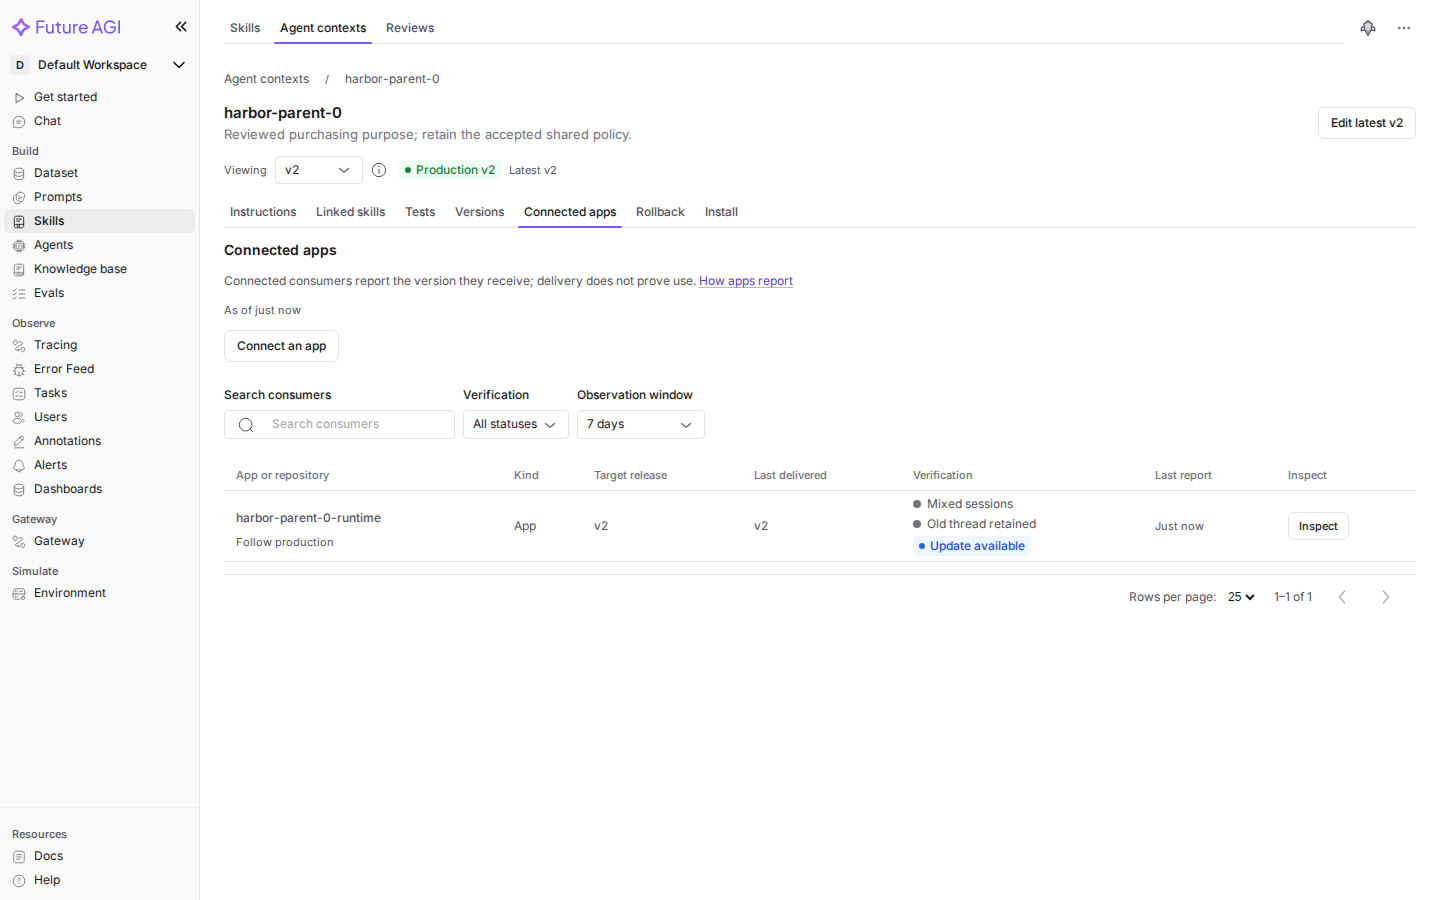 Future AGI
D Default Workspace
Get started
Chat
Build
Dataset
Prompts
Skills
Agents
Knowledge base
Evals
Observe
Tracing
Error Feed
Tasks
Users
Annotations
Alerts
Dashboards
Gateway
Gateway
Simulate
Environment
Resources
Docs
Help
Skills Agent contexts Reviews
Agent contexts / harbor-parent-0
harbor-parent-0
Reviewed purchasing purpose; retain the accepted shared policy.
Edit latest v2
Viewing v2 Production v2 Latest v2
Instructions Linked skills Tests Versions Connected apps Rollback Install
Connected apps
Connected consumers report the version they receive; delivery does not prove use. How apps report
As of just now
Connect an app
Search consumers Verification Observation window
Search consumers All statuses 7 days
App or repository Kind Target release Last delivered Verification Last report Inspect
harbor-parent-0-runtime
Follow production
App v2 v2
Mixed sessions
Old thread retained
Update available
Just now Inspect
Rows per page: 25 1–1 of 1